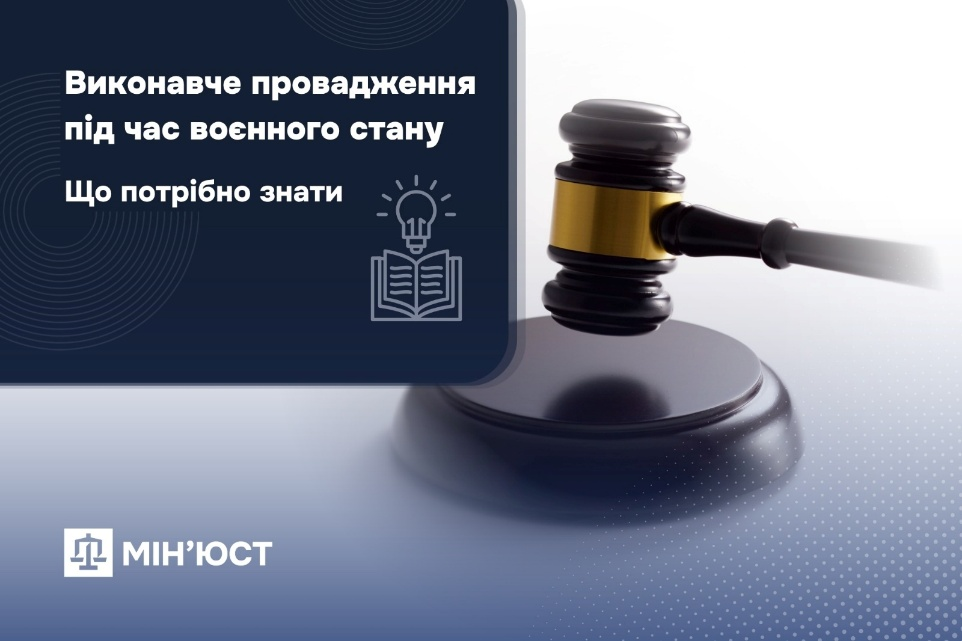 Виконавче провадження
під час воєнного стану
Що потрібно знати
МІН’ЮСТ